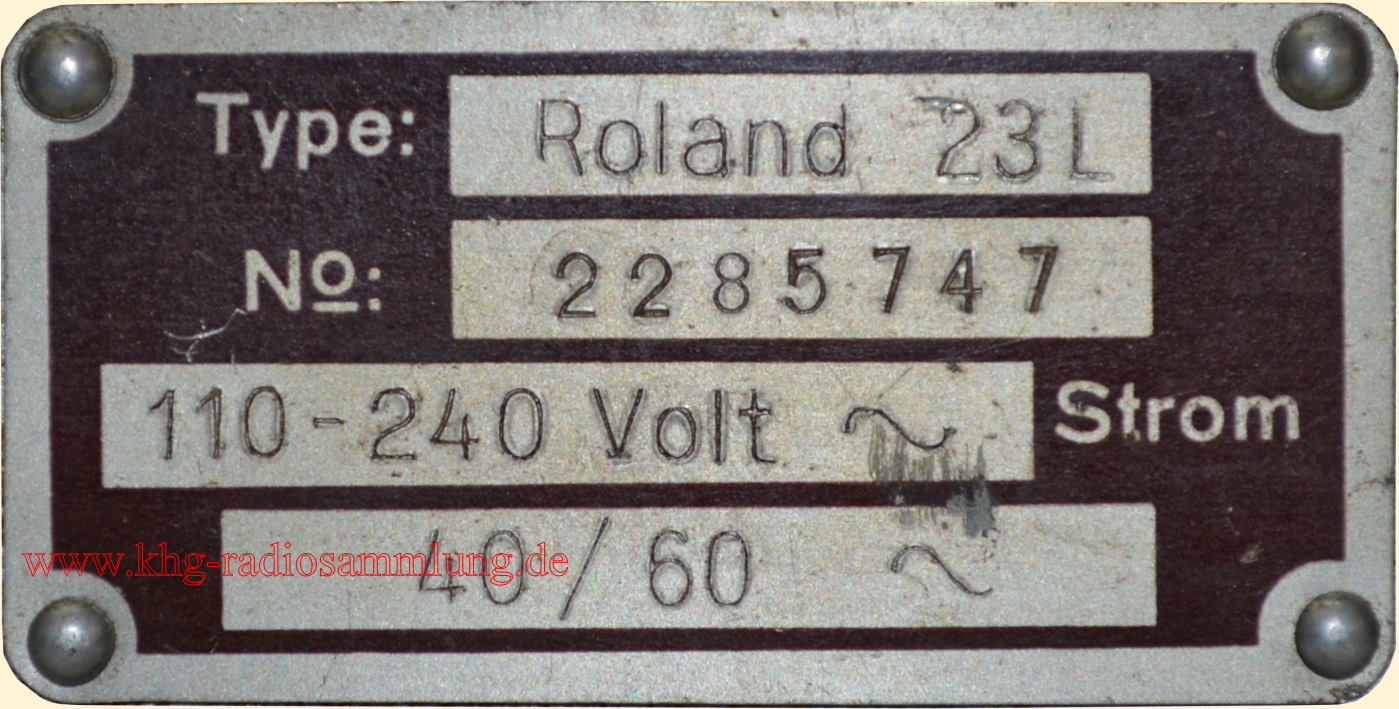 Type: Roland 23L
Nº: 2285747
110-240 Volt ~ Strom
40/60 ~
www.khg-radiosammlung.de